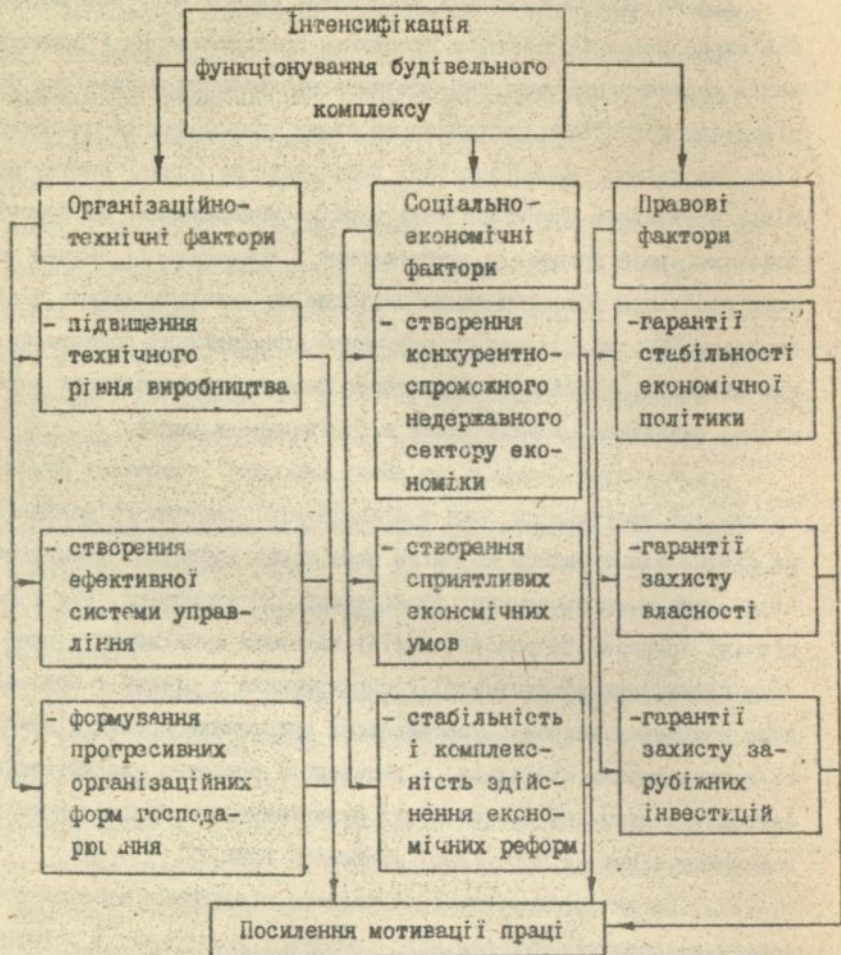 Інтенсифікація
функціонування будівельного
комплексу
Організаційно-
технічні фактори
Соціально-
економічні
фактори
Правові
фактори
- підвищення
технічного
рівня виробництва
- створення
ефективної
системи управ-
ління
- формування
прогресивних
організаційних
форм господа-
рювання
- створення
конкурентно-
спроможного
недержавного
сектору еко-
номіки
- створення
сприятливих
економічних
умов
- стабільність
і комплекс-
ність здійс-
нення еконо-
мічних реформ
-гарантії
стабільності
економічної
політики
-гарантії
захисту
власності
-гарантії
захисту за-
рубіжних
інвестицій
Посилення мотивації праці